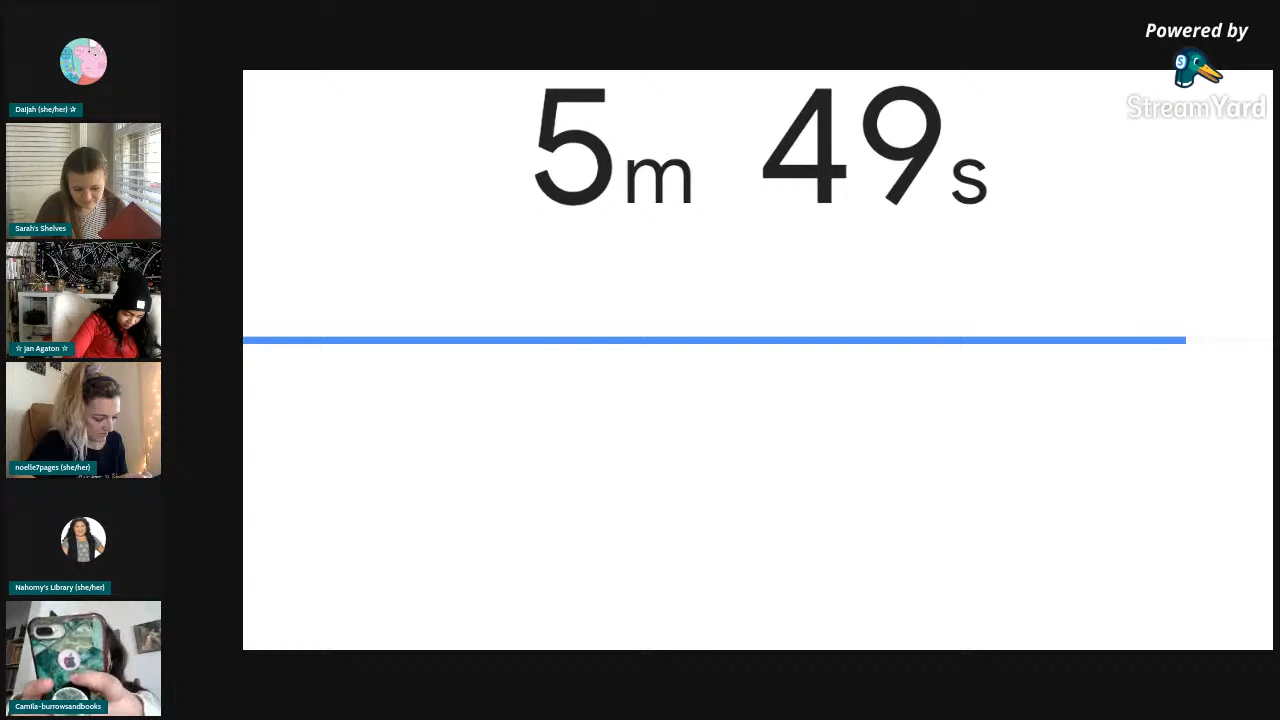 Powered by
StreamYard
5m 49s
Daijah (she/her) ☆
Sarah's Shelves
☆ Jan Agaton ☆
noelle7pages (she/her)
Nahomy's Library (she/her)
Camila-burrowsandbooks